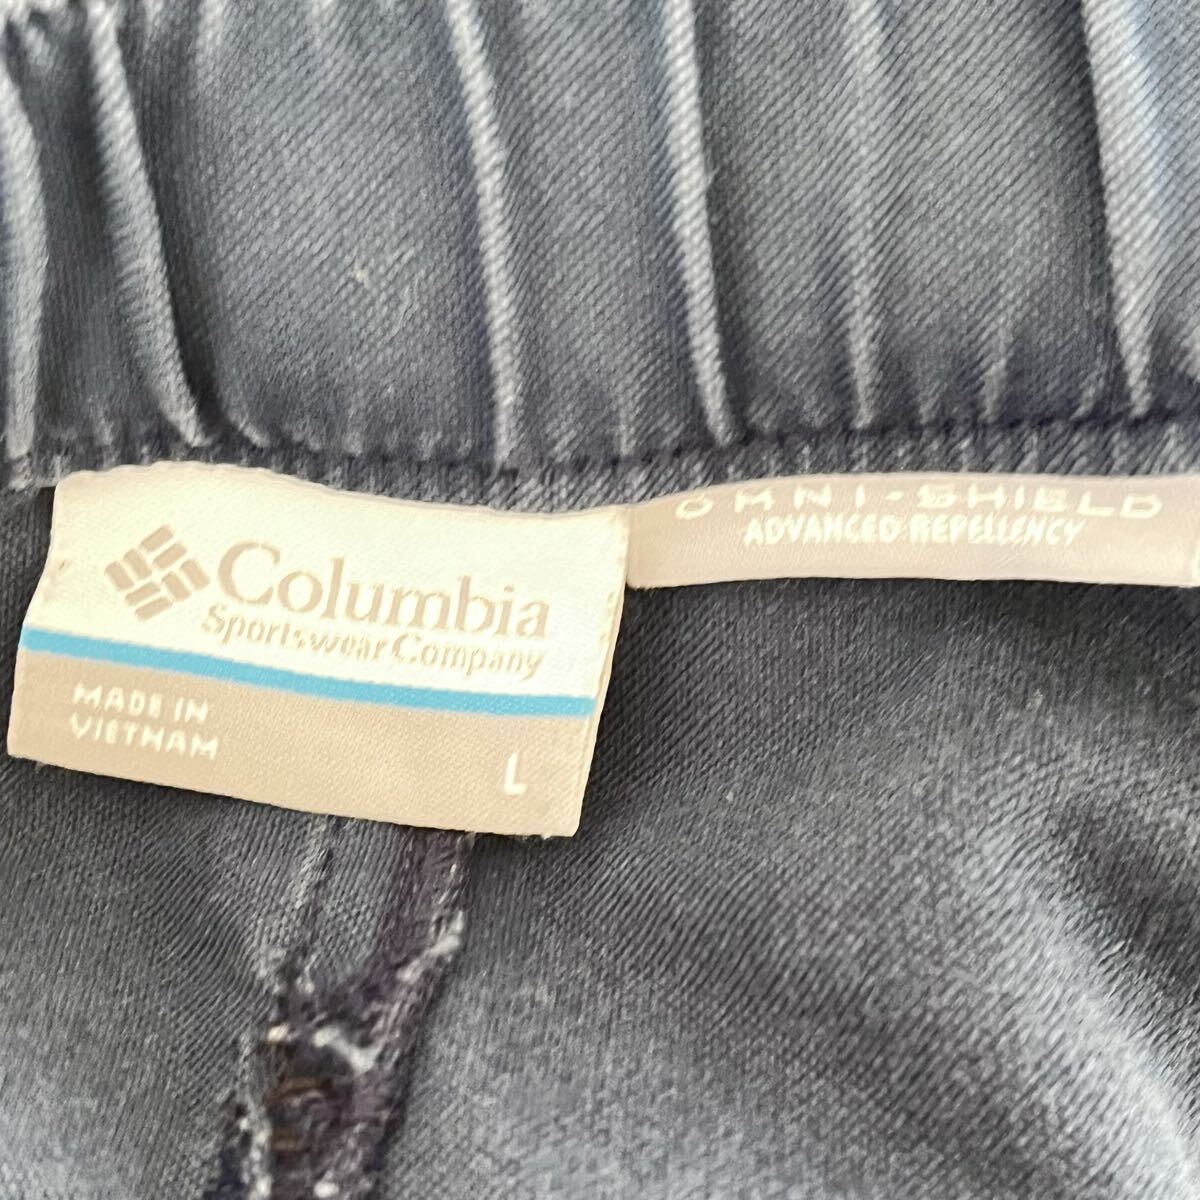 Columbia
Sportswear Company
MADE IN
VIETNAM
L
OMNI-SHIELD
ADVANCED REPELLENCY